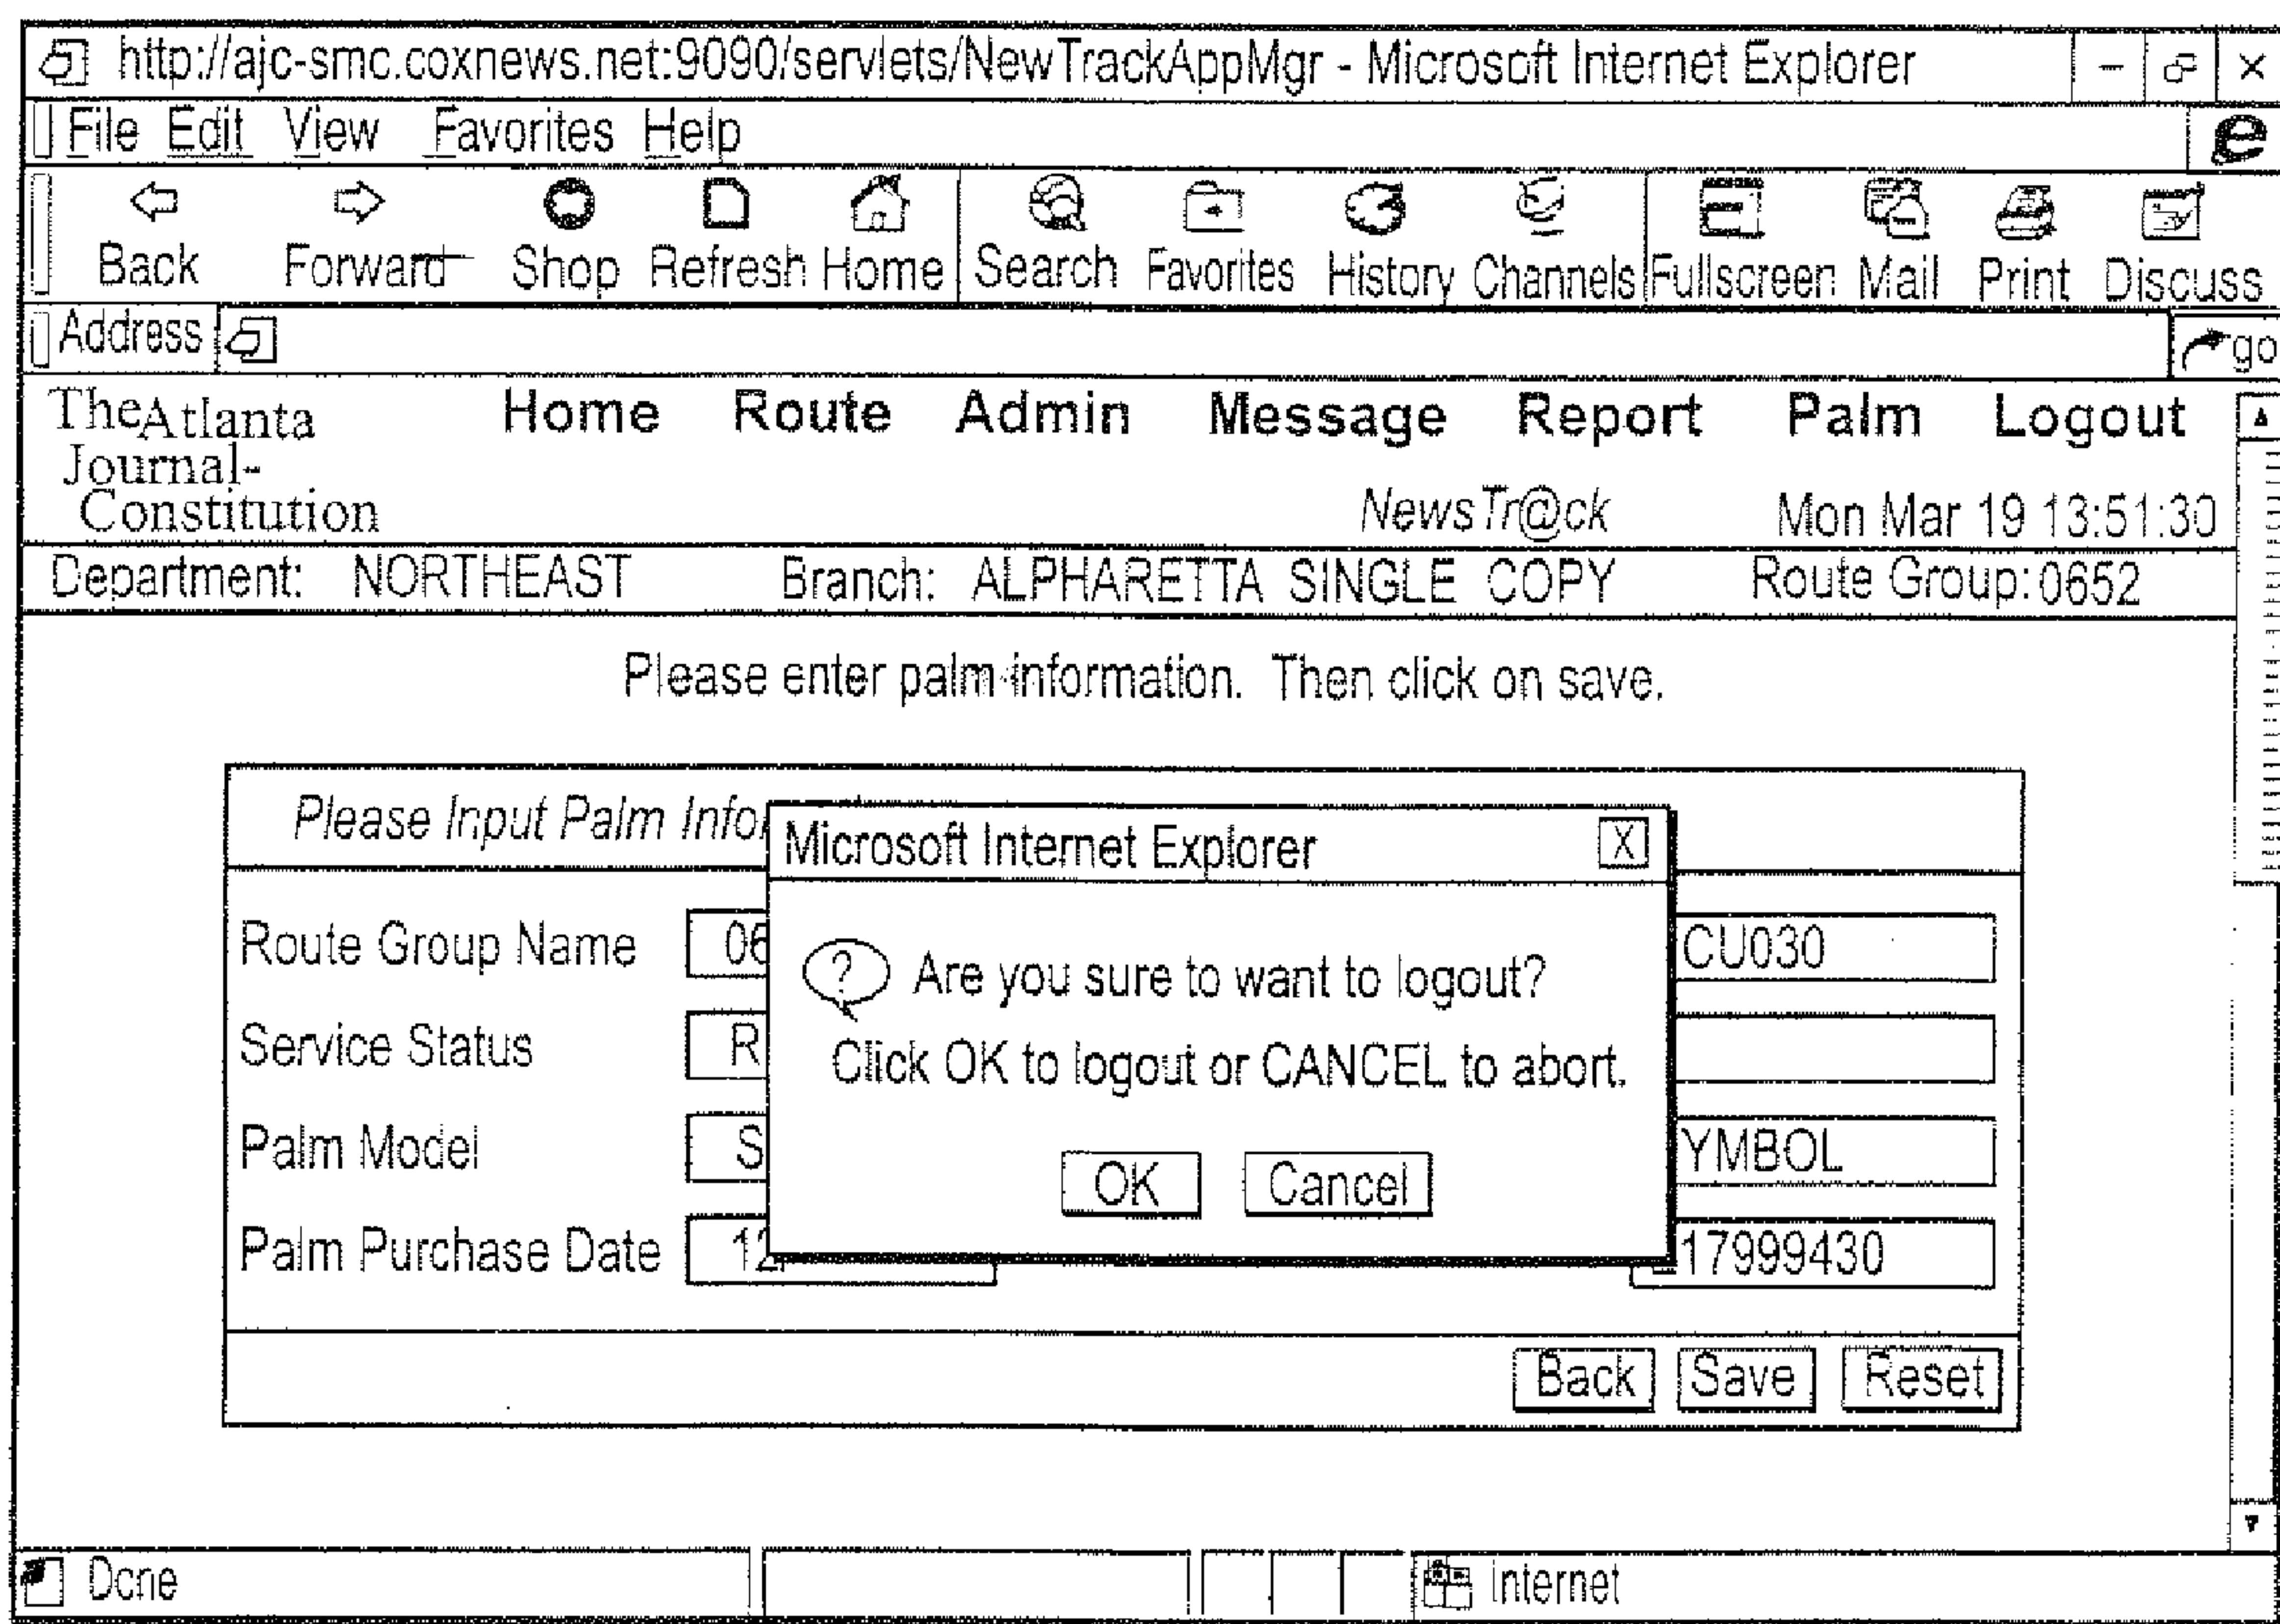 http://ajc-smc.coxnews.net:9090/servlets/NewTrackAppMgr - Microsoft Internet Explorer
File Edit View Favorites Help
Back Forward Shop Refresh Home Search Favorites History Channels Fullscreen Mail Print Discuss
Address go
The Atlanta Journal-Constitution
Home Route Admin Message Report Palm Logout
NewsTr@ck Mon Mar 19 13:51:30
Department: NORTHEAST Branch: ALPHARETTA SINGLE COPY Route Group: 0652
Please enter palm information. Then click on save.
Please Input Palm Infor
Microsoft Internet Explorer X
Route Group Name 06 CU030
? Are you sure to want to logout?
Service Status R
Click OK to logout or CANCEL to abort.
Palm Model S YMBOL
OK Cancel
Palm Purchase Date 12/ 17999430
Back Save Reset
Done Internet